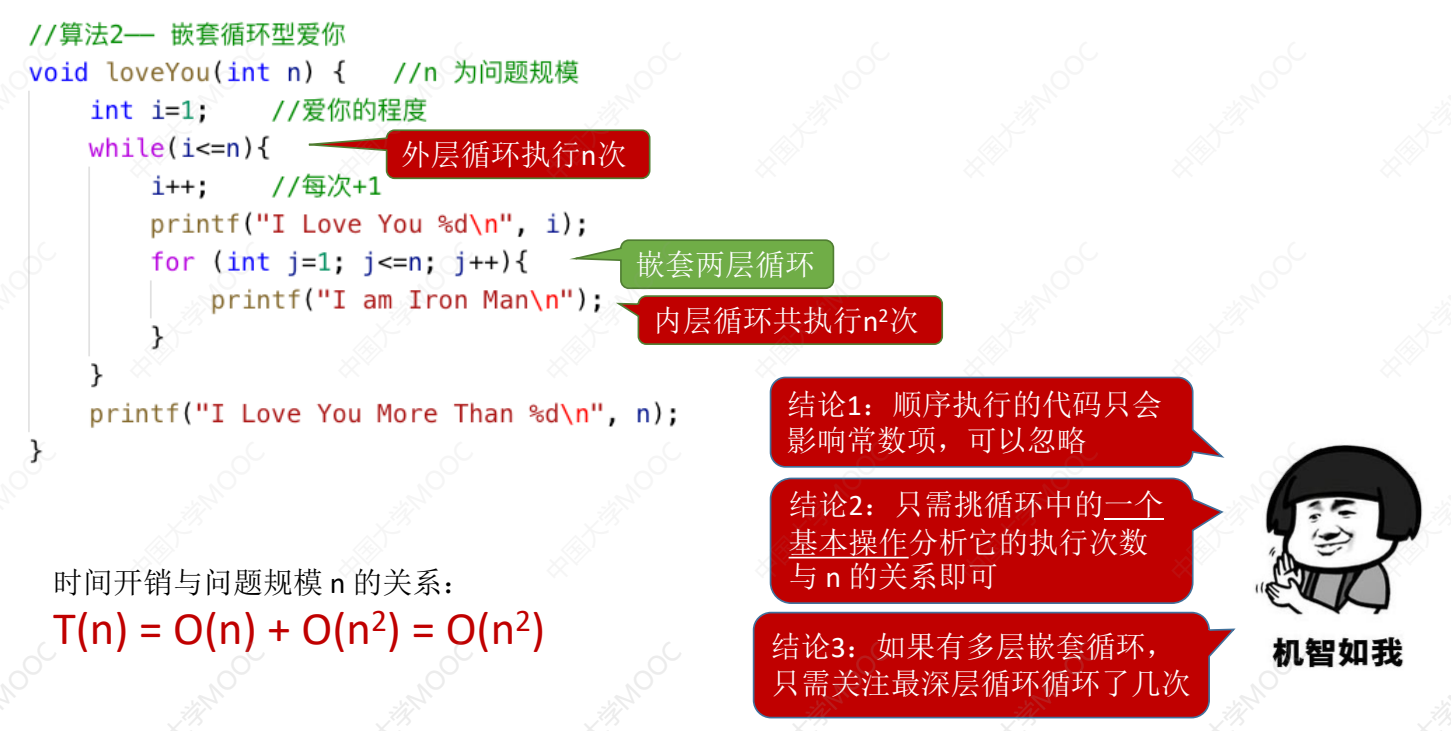 //算法2—— 嵌套循环型爱你
void loveYou(int n) {   //n 为问题规模
    int i=1;    //爱你的程度
    while(i<=n){
外层循环执行n次
        i++;    //每次+1
        printf("I Love You %d\n", i);
        for (int j=1; j<=n; j++){
嵌套两层循环
            printf("I am Iron Man\n");
内层循环共执行n²次
        }
    }
    printf("I Love You More Than %d\n", n);
}
结论1：顺序执行的代码只会
影响常数项，可以忽略
结论2：只需挑循环中的一个
基本操作分析它的执行次数
与 n 的关系即可
时间开销与问题规模 n 的关系：
T(n) = O(n) + O(n²) = O(n²)
结论3：如果有多层嵌套循环，
只需关注最深层循环循环了几次
机智如我
中国大学MOOC